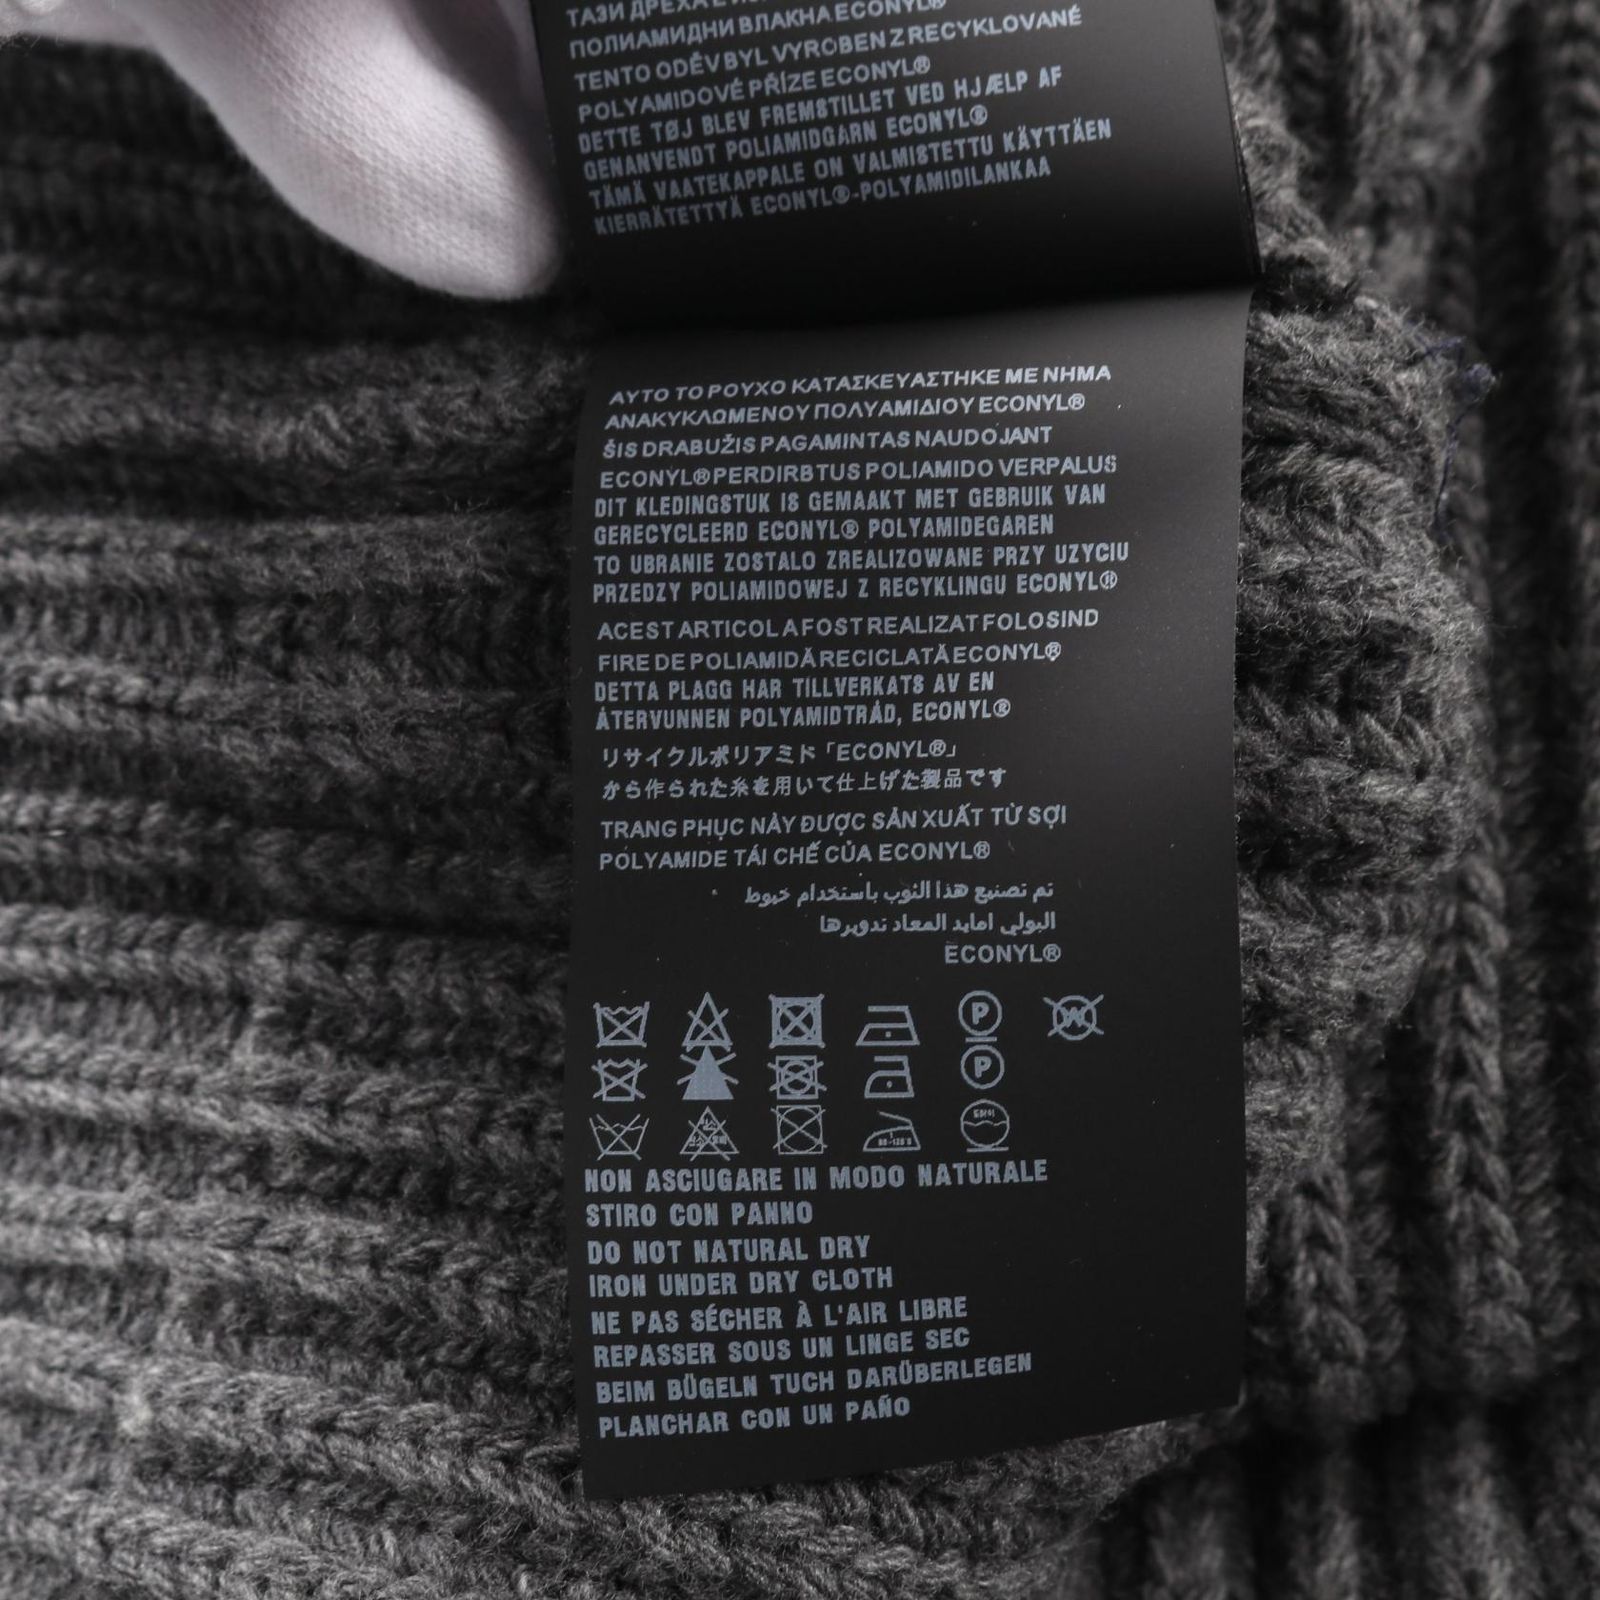 ТАЗИ ДРЕХА Е
ПОЛИАМИДНИ ВЛАКНА ECONYL®
TENTO ODĚV BYL VYROBEN Z RECYKLOVANÉ
POLYAMIDOVÉ PŘÍZE ECONYL®
DETTE TØJ BLEV FREMSTILLET VED HJÆLP AF
GENANVENDT POLIAMIDGARN ECONYL®
TÄMÄ VAATEKAPPALE ON VALMISTETTU KÄYTTÄEN
KIERRÄTETTYÄ ECONYL®-POLYAMIDILANKAA
ΑΥΤΟ ΤΟ ΡΟΥΧΟ ΚΑΤΑΣΚΕΥΑΣΤΗΚΕ ΜΕ ΝΗΜΑ
ΑΝΑΚΥΚΛΩΜΕΝΟΥ ΠΟΛΥΑΜΙΔΙΟΥ ECONYL®
ŠIS DRABUŽIS PAGAMINTAS NAUDOJANT
ECONYL® PERDIRBTUS POLIAMIDO VERPALUS
DIT KLEDINGSTUK IS GEMAAKT MET GEBRUIK VAN
GERECYCLEERD ECONYL® POLYAMIDEGAREN
TO UBRANIE ZOSTALO ZREALIZOWANE PRZY UZYCIU
PRZEDZY POLIAMIDOWEJ Z RECYKLINGU ECONYL®
ACEST ARTICOL A FOST REALIZAT FOLOSIND
FIRE DE POLIAMIDĂ RECICLATĂ ECONYL®
DETTA PLAGG HAR TILLVERKATS AV EN
ÅTERVUNNEN POLYAMIDTRÅD, ECONYL®
リサイクルポリアミド「ECONYL®」
から作られた糸を用いて仕上げた製品です
TRANG PHỤC NÀY ĐƯỢC SẢN XUẤT TỪ SỢI
POLYAMIDE TÁI CHẾ CỦA ECONYL®
تم تصنيع هذا الثوب باستخدام خيوط
البولي امايد المعاد تدويرها
ECONYL®
P W
P
NON ASCIUGARE IN MODO NATURALE
STIRO CON PANNO
DO NOT NATURAL DRY
IRON UNDER DRY CLOTH
NE PAS SÉCHER À L'AIR LIBRE
REPASSER SOUS UN LINGE SEC
BEIM BÜGELN TUCH DARÜBERLEGEN
PLANCHAR CON UN PAÑO